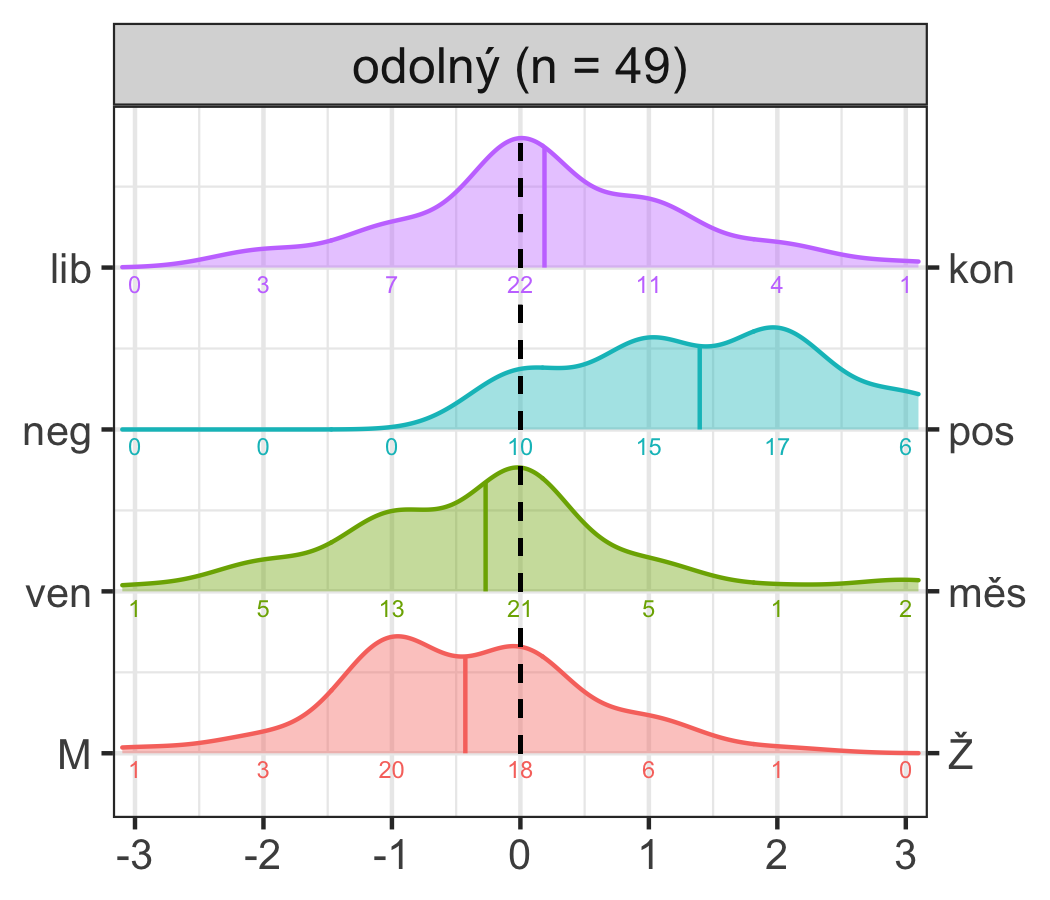 odolný (n = 49)
lib kon
0 3 7 22 11 4 1
neg pos
0 0 0 10 15 17 6
ven měs
1 5 13 21 5 1 2
M Ž
1 3 20 18 6 1 0
-3 -2 -1 0 1 2 3